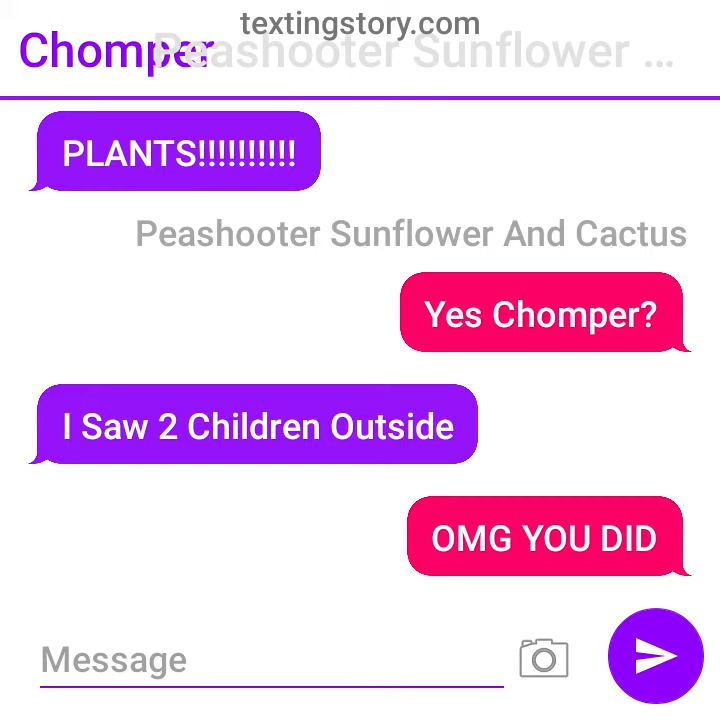 textingstory.com
Chomper
Peashooter Sunflower ...
PLANTS!!!!!!!!!!
Peashooter Sunflower And Cactus
Yes Chomper?
I Saw 2 Children Outside
OMG YOU DID
Message